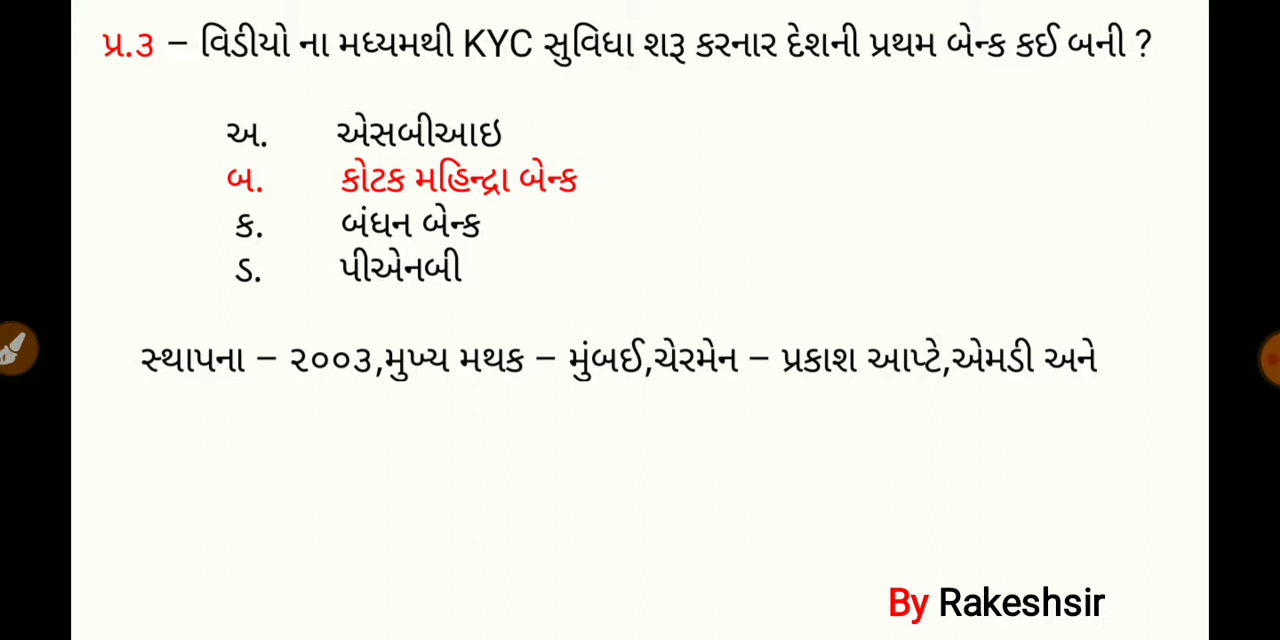 પ્ર.૩ – વિડીયો ના મધ્યમથી KYC સુવિધા શરૂ કરનાર દેશની પ્રથમ બેન્ક કઈ બની ?
અ. એસબીઆઇ
બ. કોટક મહિન્દ્રા બેન્ક
ક. બંધન બેન્ક
ડ. પીએનબી
સ્થાપના – ૨૦૦૩,મુખ્ય મથક – મુંબઈ,ચેરમેન – પ્રકાશ આપ્ટે,એમડી અને
By Rakeshsir